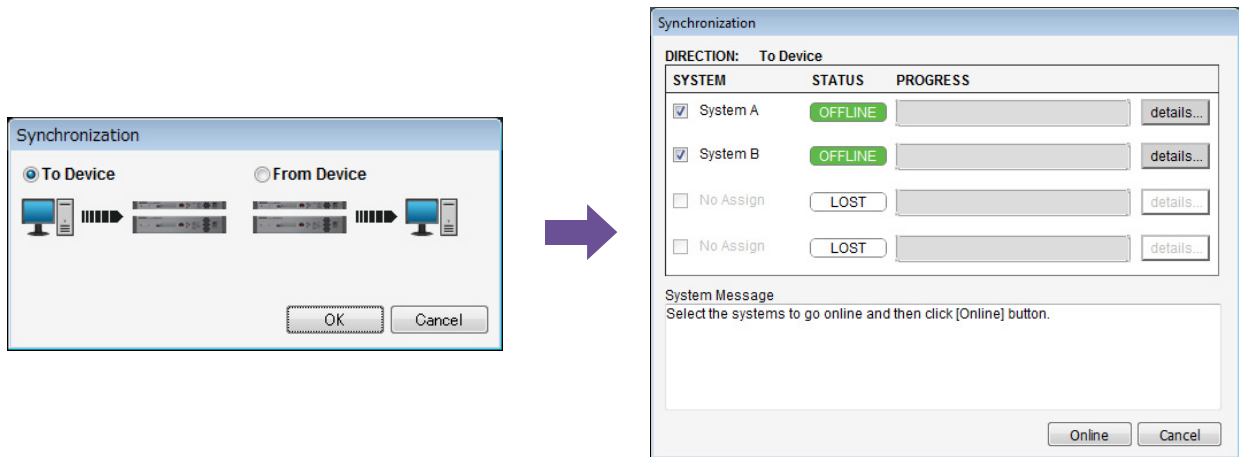 Synchronization
To Device From Device
OK Cancel
Synchronization
DIRECTION: To Device
SYSTEM STATUS PROGRESS
System A OFFLINE details...
System B OFFLINE details...
No Assign LOST details...
No Assign LOST details...
System Message
Select the systems to go online and then click [Online] button.
Online Cancel